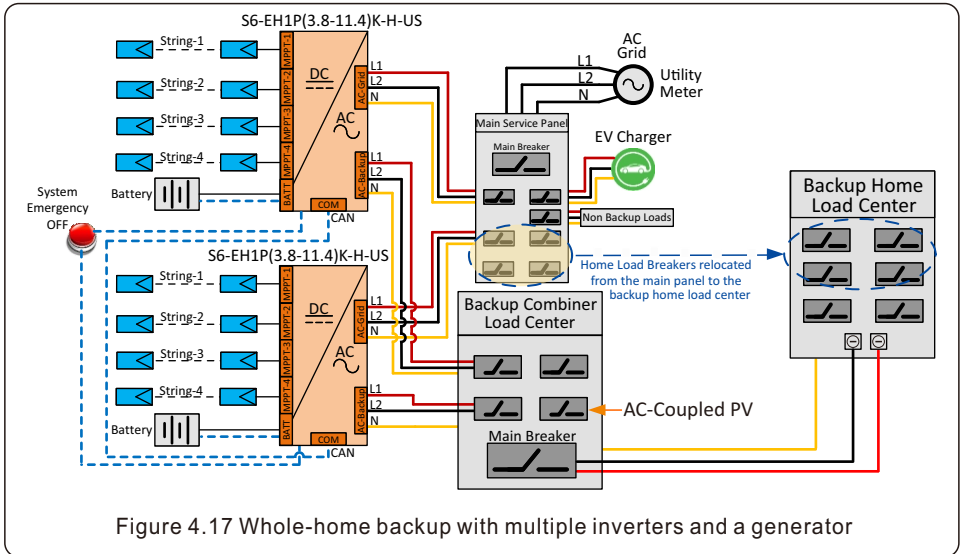 S6-EH1P(3.8-11.4)K-H-US
String-1
String-2
String-3
String-4
Battery
MPPT-1
MPPT-2
MPPT-3
MPPT-4
BATT
DC
AC
AC-Grid
AC-Backup
COM
CAN
L1
L2
N
L1
L2
N
System
Emergency
OFF
S6-EH1P(3.8-11.4)K-H-US
String-1
String-2
String-3
String-4
Battery
MPPT-1
MPPT-2
MPPT-3
MPPT-4
BATT
DC
AC
AC-Grid
AC-Backup
COM
CAN
L1
L2
N
L1
L2
N
L1
L2
N
AC
Grid
Utility
Meter
Main Service Panel
Main Breaker
EV Charger
Non Backup Loads
Home Load Breakers relocated
from the main panel to the
backup home load center
Backup Home
Load Center
Backup Combiner
Load Center
AC-Coupled PV
Main Breaker
Figure 4.17 Whole-home backup with multiple inverters and a generator